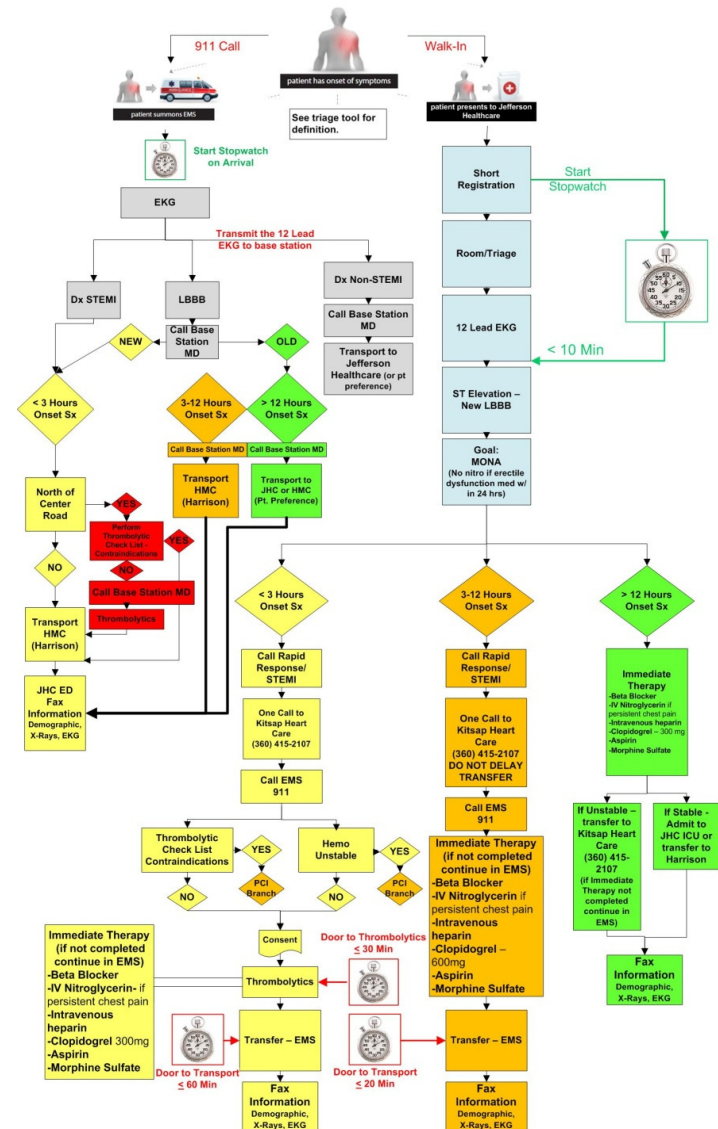 911 Call
Walk-In
patient has onset of symptoms
patient summons EMS
See triage tool for
definition.
patient presents to Jefferson
Healthcare
Start Stopwatch
on Arrival
EKG
Transmit the 12 Lead
EKG to base station
Dx STEMI
LBBB
Dx Non-STEMI
Call Base Station
MD
Transport to
Jefferson
Healthcare (or pt
preference)
NEW
Call Base
Station
MD
OLD
< 3 Hours
Onset Sx
3-12 Hours
Onset Sx
> 12 Hours
Onset Sx
Call Base Station MD
Call Base Station MD
Transport
HMC
(Harrison)
Transport to
JHC or HMC
(Pt. Preference)
North of
Center
Road
YES
Perform
Thrombolytic
Check List -
Contraindications
YES
NO
NO
Call Base Station MD
Thrombolytics
Transport
HMC
(Harrison)
JHC ED
Fax
Information
Demographic,
X-Rays, EKG
Short
Registration
Start
Stopwatch
Room/Triage
12 Lead EKG
< 10 Min
ST Elevation –
New LBBB
Goal:
MONA
(No nitro if erectile
dysfunction med w/
in 24 hrs)
< 3 Hours
Onset Sx
Call Rapid
Response/
STEMI
One Call to
Kitsap Heart
Care
(360) 415-2107
Call EMS
911
Thrombolytic
Check List
Contraindications
YES
PCI
Branch
NO
Hemo
Unstable
YES
PCI
Branch
NO
Consent
Thrombolytics
Door to Thrombolytics
≤ 30 Min
Immediate Therapy
(if not completed
continue in EMS)
-Beta Blocker
-IV Nitroglycerin- if
persistent chest pain
-Intravenous
heparin
-Clopidogrel 300mg
-Aspirin
-Morphine Sulfate
Transfer – EMS
Door to Transport
≤ 60 Min
Fax
Information
Demographic,
X-Rays, EKG
3-12 Hours
Onset Sx
Call Rapid
Response/
STEMI
One Call to
Kitsap Heart
Care
(360) 415-2107
DO NOT DELAY
TRANSFER
Call EMS
911
Immediate Therapy
(if not completed
continue in EMS)
-Beta Blocker
-IV Nitroglycerin if
persistent chest pain
-Intravenous
heparin
-Clopidogrel –
600mg
-Aspirin
-Morphine Sulfate
Door to Transport
≤ 20 Min
Transfer – EMS
Fax
Information
Demographic,
X-Rays, EKG
> 12 Hours
Onset Sx
Immediate
Therapy
-Beta Blocker
-IV Nitroglycerin if
persistent chest pain
-Intravenous heparin
-Clopidogrel – 300 mg
-Aspirin
-Morphine Sulfate
If Unstable –
transfer to
Kitsap Heart
Care
(360) 415-
2107
(if Immediate
Therapy not
completed
continue in
EMS)
If Stable -
Admit to
JHC ICU or
transfer to
Harrison
Fax
Information
Demographic,
X-Rays, EKG